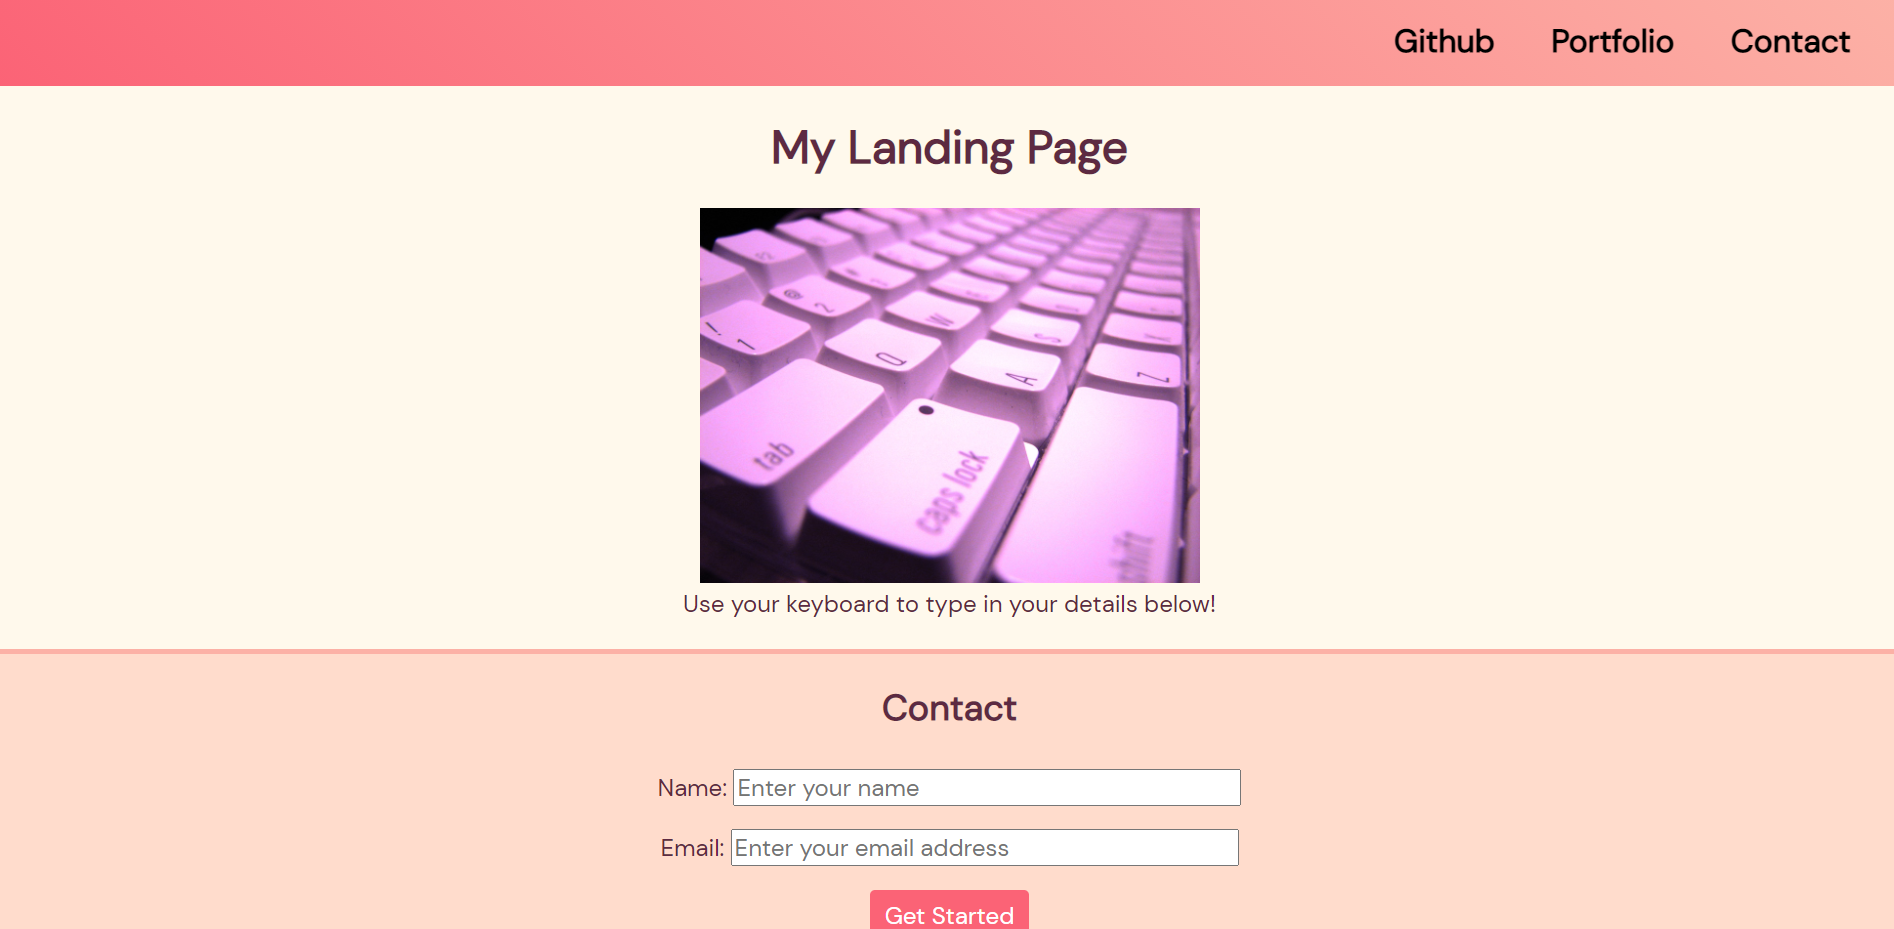 Github Portfolio Contact
My Landing Page
@ 2 W S
! 1 Q A Z
tab caps lock shift
Use your keyboard to type in your details below!
Contact
Name: Enter your name
Email: Enter your email address
Get Started